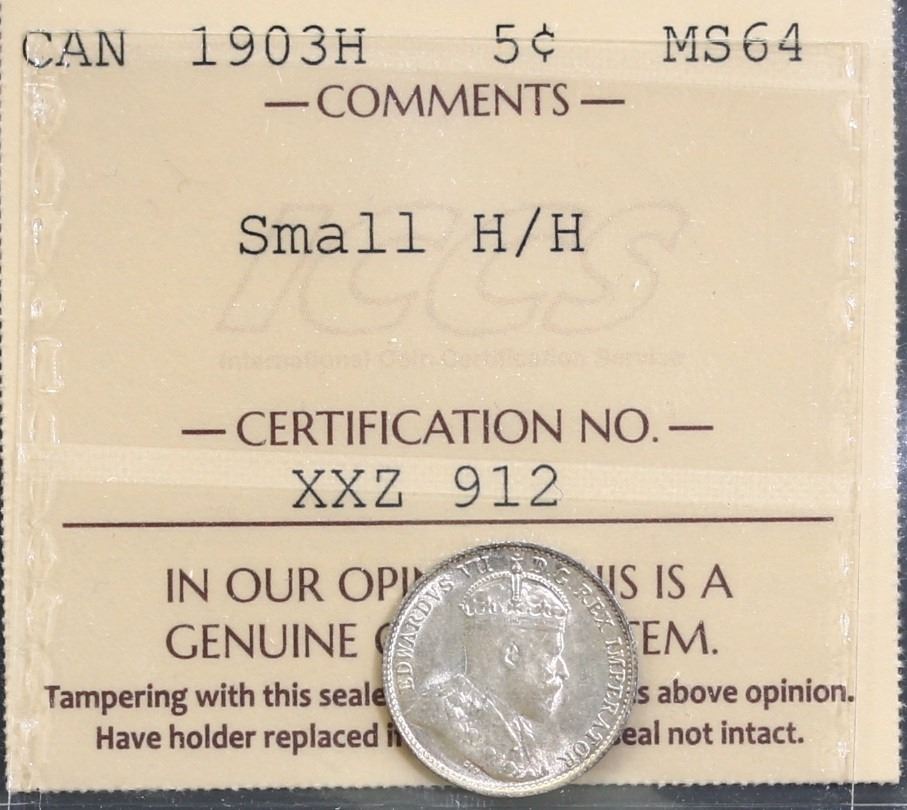 CAN 1903H 5¢ MS64
— COMMENTS —
Small H/H
ICCS
International Coin Certification Service
— CERTIFICATION NO. —
XXZ 912
IN OUR OPIN IS IS A
GENUINE TEM.
Tampering with this seale s above opinion.
Have holder replaced i seal not intact.
EDWARDVS VII D.G. REX IMPERATOR